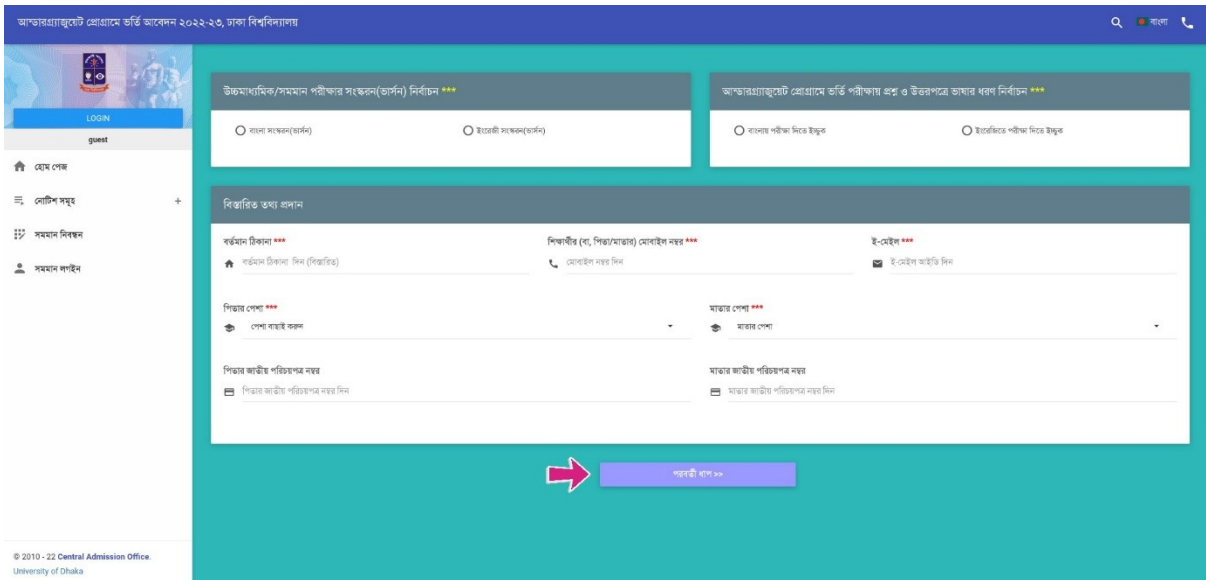 আন্ডারগ্র্যাজুয়েট প্রোগ্রামে ভর্তি আবেদন ২০২২-২৩, ঢাকা বিশ্ববিদ্যালয়
বাংলা
LOGIN
guest
হোম পেজ
নোটিশ সমূহ +
সমমান নিবন্ধন
সমমান লগইন
উচ্চমাধ্যমিক/সমমান পরীক্ষার সংস্করন(ভার্সন) নির্বাচন ***
বাংলা সংস্করন(ভার্সন) ইংরেজী সংস্করন(ভার্সন)
আন্ডারগ্র্যাজুয়েট প্রোগ্রামে ভর্তি পরীক্ষায় প্রশ্ন ও উত্তরপত্রে ভাষার ধরণ নির্বাচন ***
বাংলায় পরীক্ষা দিতে ইচ্ছুক ইংরেজিতে পরীক্ষা দিতে ইচ্ছুক
বিস্তারিত তথ্য প্রদান
বর্তমান ঠিকানা *** শিক্ষার্থীর (বা, পিতা/মাতার) মোবাইল নম্বর *** ই-মেইল ***
বর্তমান ঠিকানা দিন (বিস্তারিত) মোবাইল নম্বর দিন ই-মেইল আইডি দিন
পিতার পেশা *** মাতার পেশা ***
পেশা বাছাই করুন মাতার পেশা
পিতার জাতীয় পরিচয়পত্র নম্বর মাতার জাতীয় পরিচয়পত্র নম্বর
পিতার জাতীয় পরিচয়পত্র নম্বর দিন মাতার জাতীয় পরিচয়পত্র নম্বর দিন
পরবর্তী ধাপ >>
© 2010 - 22 Central Admission Office.
University of Dhaka